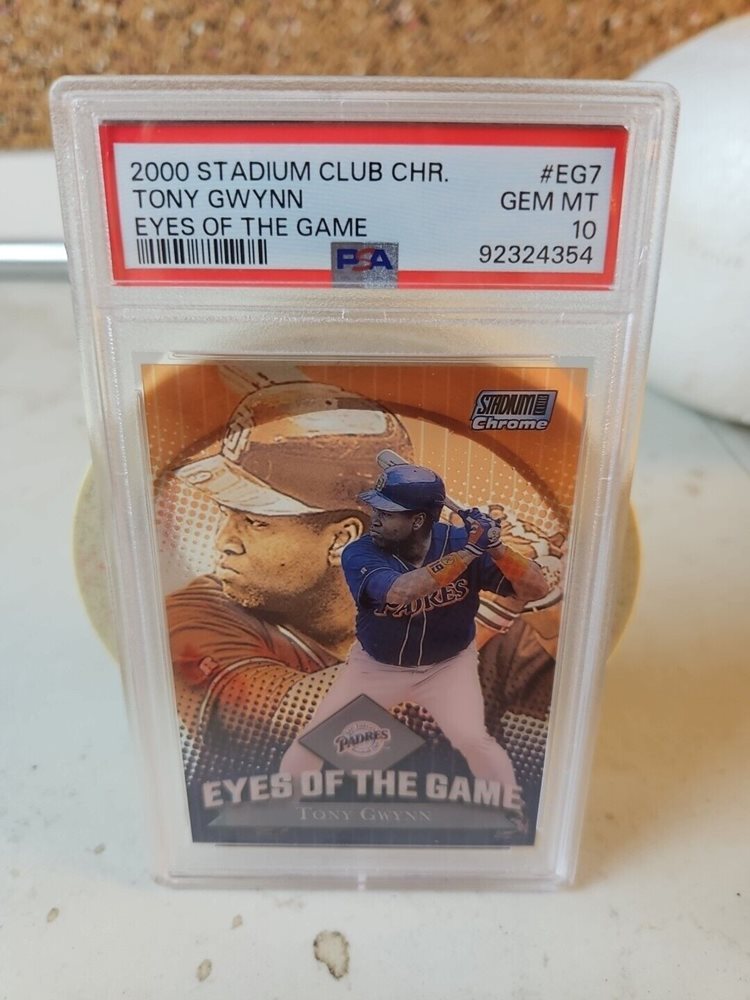 2000 STADIUM CLUB CHR. #EG7
TONY GWYNN GEM MT
EYES OF THE GAME 10
PSA 92324354
STADIUM CLUB
Chrome
PADRES
PADRES
EYES OF THE GAME
TONY GWYNN